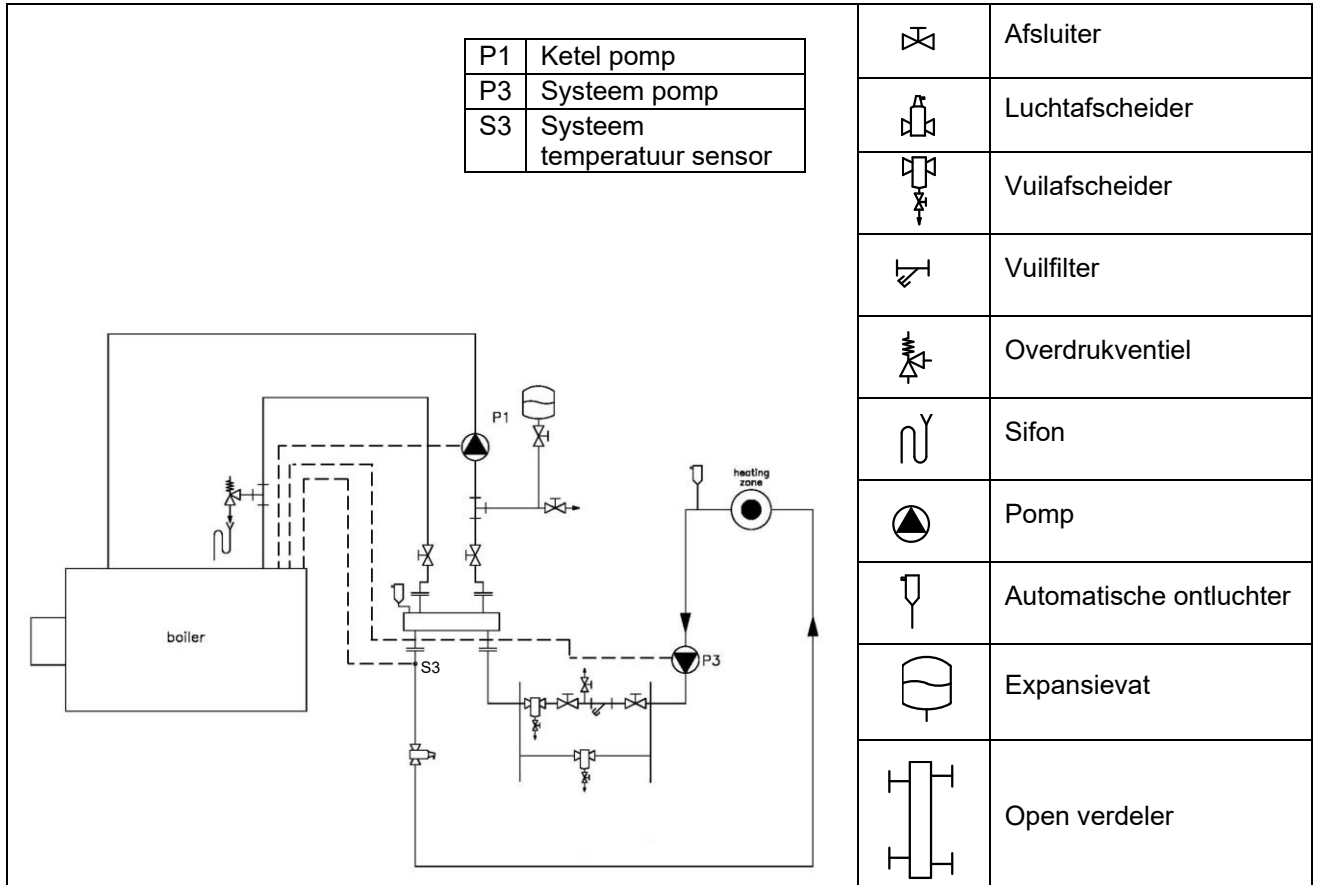 P1 Ketel pomp
P3 Systeem pomp
S3 Systeem
temperatuur sensor
P1
heating
zone
boiler
S3
P3
Afsluiter
Luchtafscheider
Vuilafscheider
Vuilfilter
Overdrukventiel
Sifon
Pomp
Automatische ontluchter
Expansievat
Open verdeler